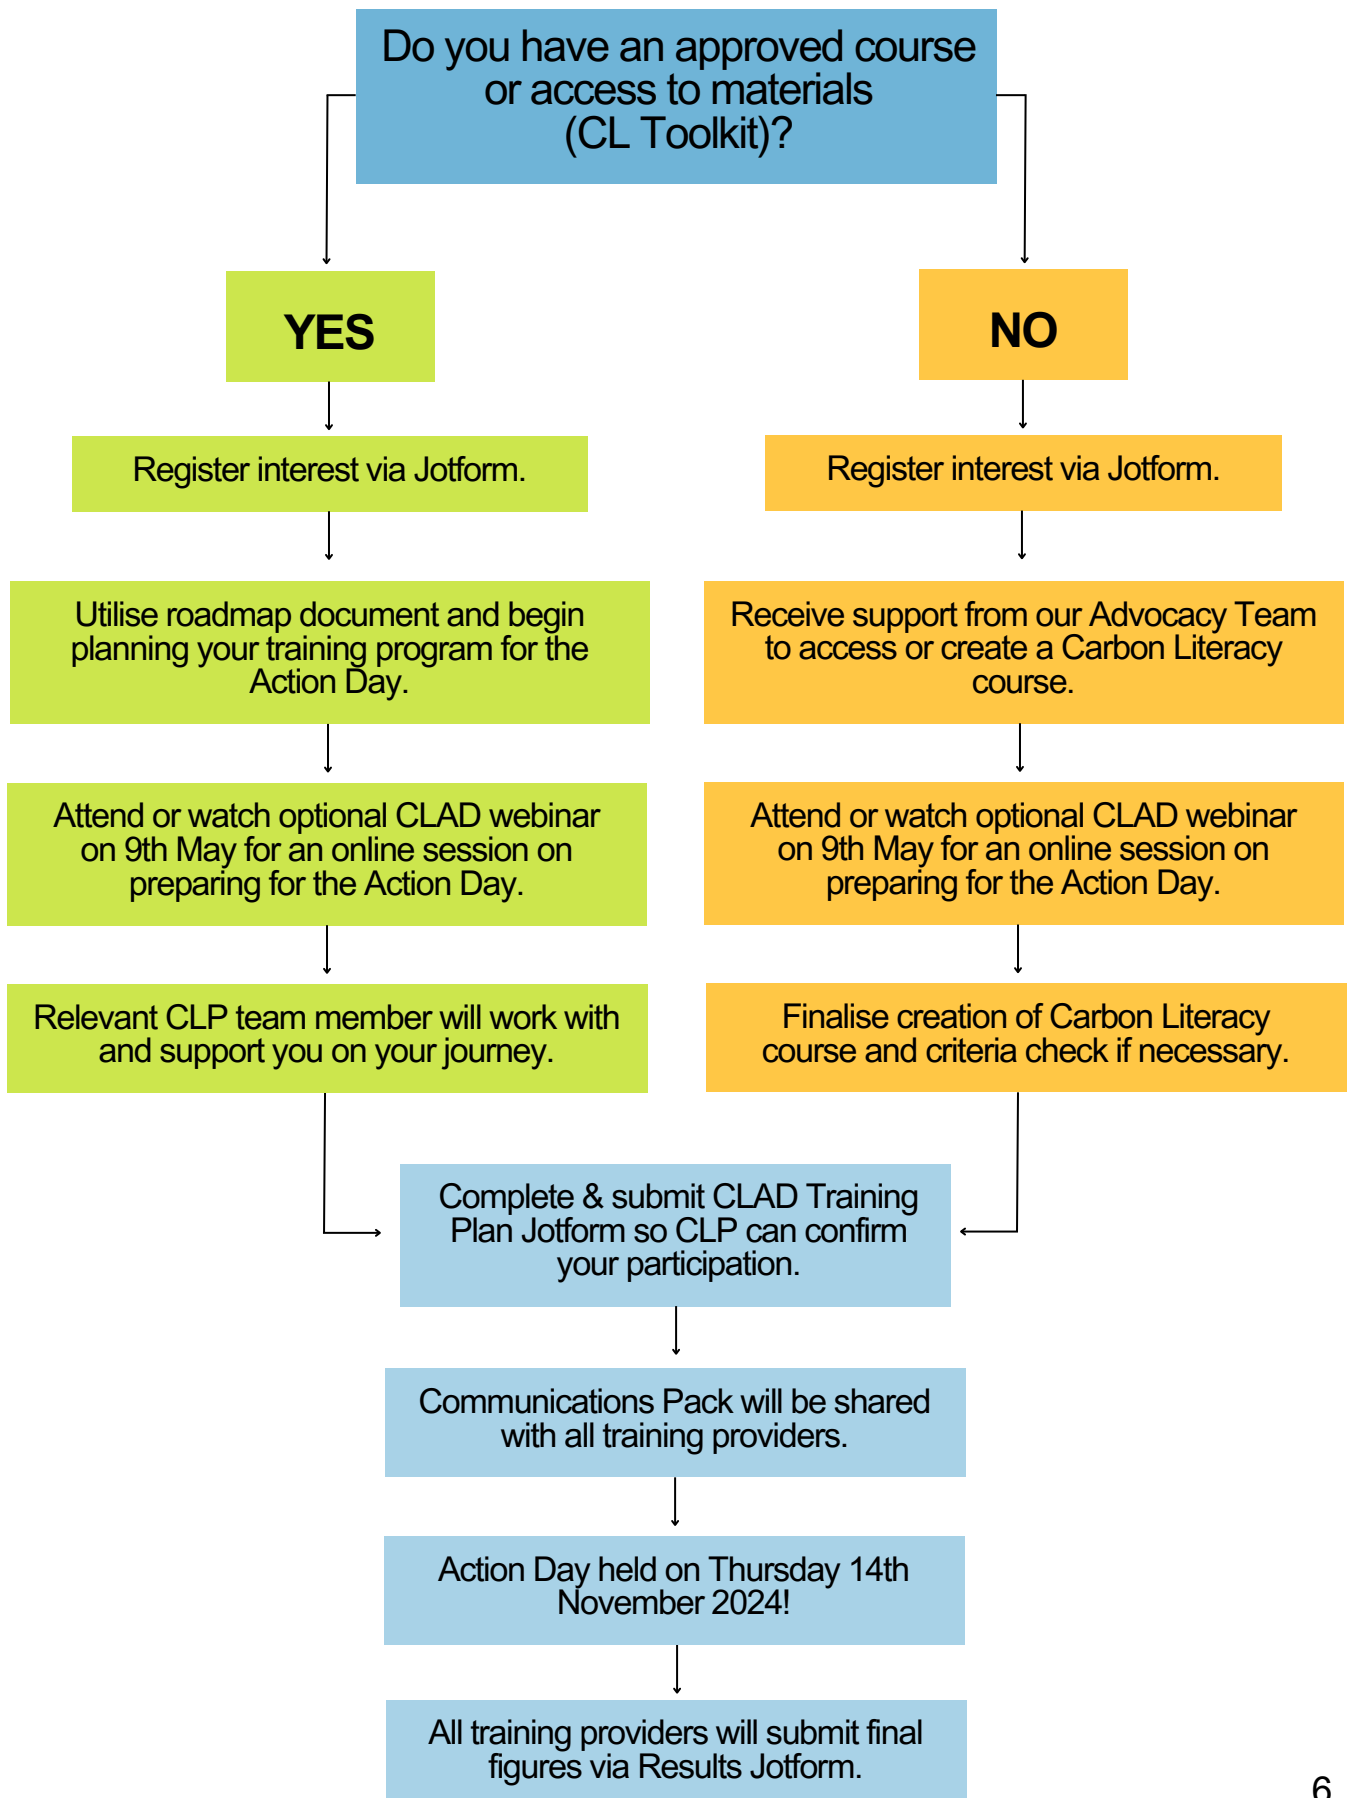 Do you have an approved course
or access to materials
(CL Toolkit)?
YES
Register interest via Jotform.
Utilise roadmap document and begin
planning your training program for the
Action Day.
Attend or watch optional CLAD webinar
on 9th May for an online session on
preparing for the Action Day.
Relevant CLP team member will work with
and support you on your journey.
NO
Register interest via Jotform.
Receive support from our Advocacy Team
to access or create a Carbon Literacy
course.
Attend or watch optional CLAD webinar
on 9th May for an online session on
preparing for the Action Day.
Finalise creation of Carbon Literacy
course and criteria check if necessary.
Complete & submit CLAD Training
Plan Jotform so CLP can confirm
your participation.
Communications Pack will be shared
with all training providers.
Action Day held on Thursday 14th
November 2024!
All training providers will submit final
figures via Results Jotform.
6